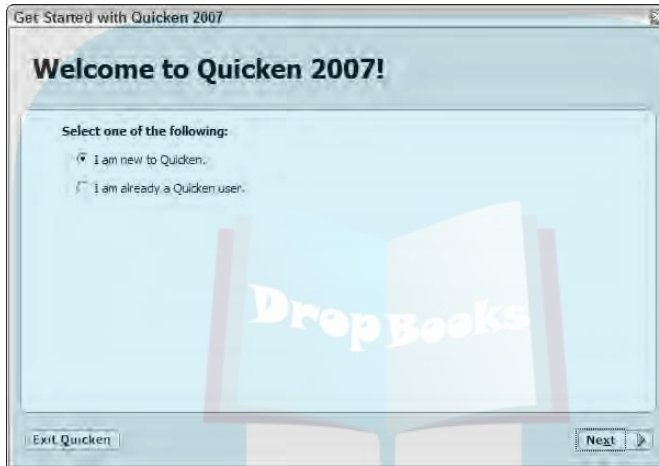 Get Started with Quicken 2007
Welcome to Quicken 2007!
Select one of the following:
I am new to Quicken.
I am already a Quicken user.
DropBooks
Exit Quicken
Next